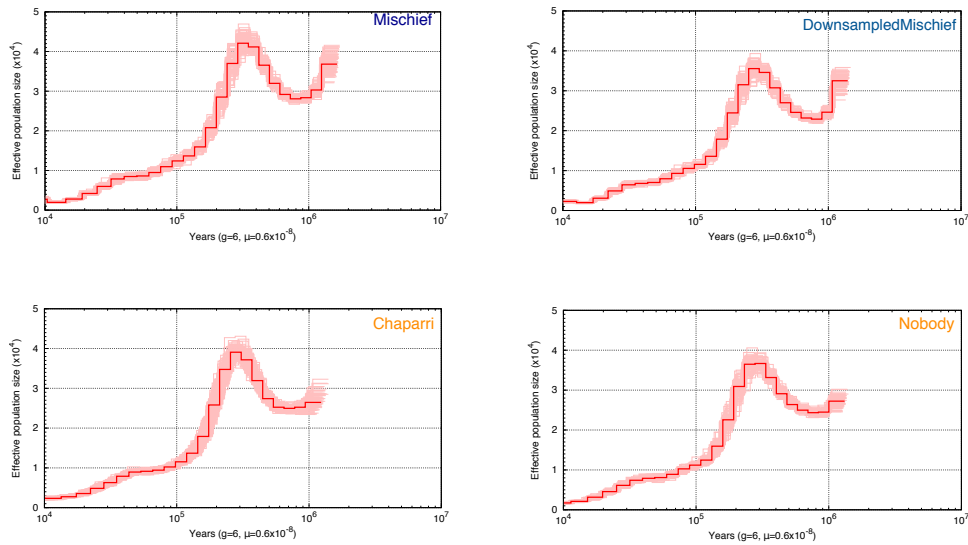 Mischief
Effective population size (x10⁴)
5
4
3
2
1
0
10⁴ 10⁵ 10⁶ 10⁷
Years (g=6, μ=0.6x10⁻⁸)
DownsampledMischief
Effective population size (x10⁴)
5
4
3
2
1
0
10⁴ 10⁵ 10⁶ 10⁷
Years (g=6, μ=0.6x10⁻⁸)
Chaparri
Effective population size (x10⁴)
5
4
3
2
1
0
10⁴ 10⁵ 10⁶ 10⁷
Years (g=6, μ=0.6x10⁻⁸)
Nobody
Effective population size (x10⁴)
5
4
3
2
1
0
10⁴ 10⁵ 10⁶ 10⁷
Years (g=6, μ=0.6x10⁻⁸)